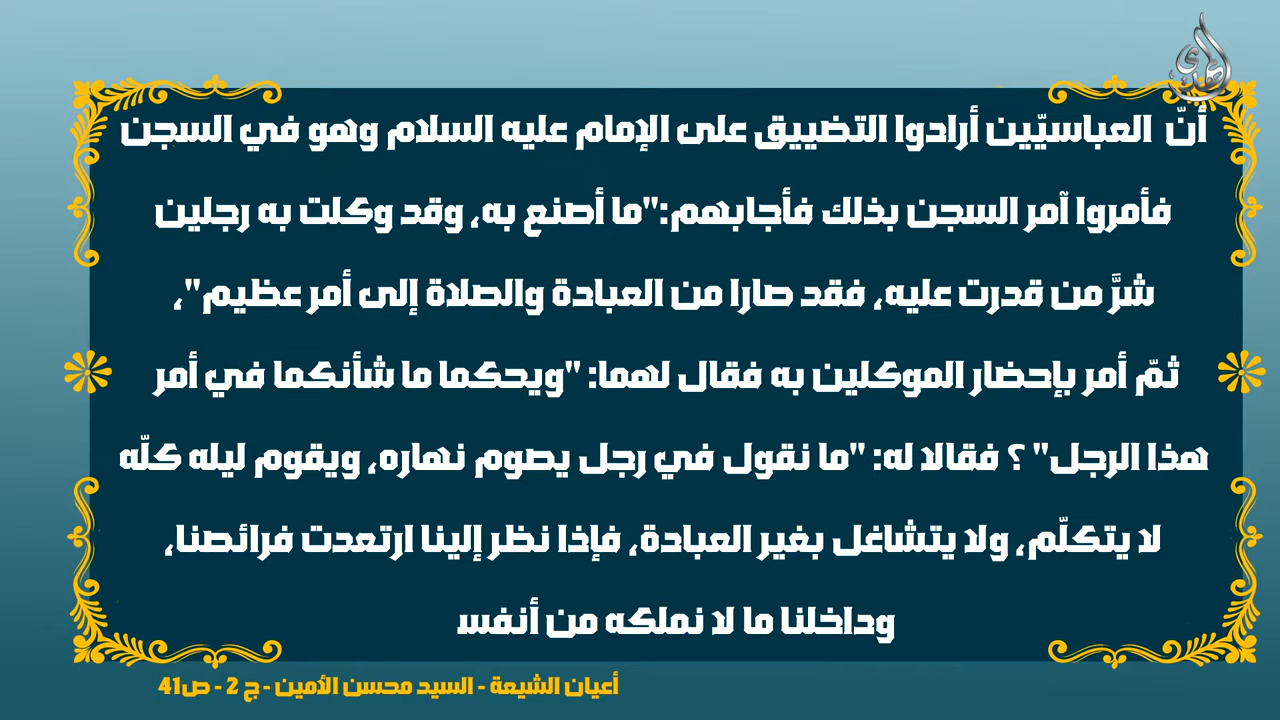 أنّ العباسيّين أرادوا التضييق على الإمام عليه السلام وهو في السجن
فأمروا آمر السجن بذلك فأجابهم:"ما أصنع به، وقد وكلت به رجلين
شرَّ من قدرت عليه، فقد صارا من العبادة والصلاة إلى أمر عظيم"،
ثمّ أمر بإحضار الموكلين به فقال لهما: "ويحكما ما شأنكما في أمر
هذا الرجل" ؟ فقالا له: "ما نقول في رجل يصوم نهاره، ويقوم ليله كلّه
لا يتكلّم، ولا يتشاغل بغير العبادة، فإذا نظر إلينا ارتعدت فرائصنا،
وداخلنا ما لا نملكه من أنفس
أعيان الشيعة - السيد محسن الأمين - ج 2 - ص41